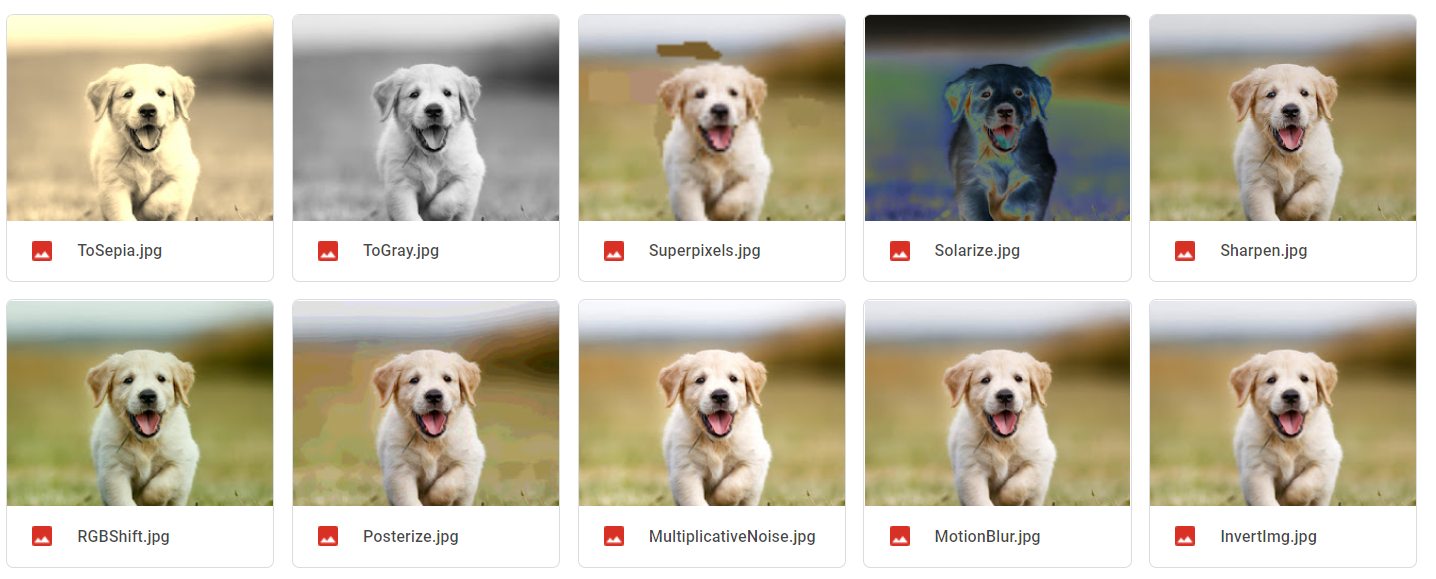 ToSepia.jpg
ToGray.jpg
Superpixels.jpg
Solarize.jpg
Sharpen.jpg
RGBShift.jpg
Posterize.jpg
MultiplicativeNoise.jpg
MotionBlur.jpg
InvertImg.jpg